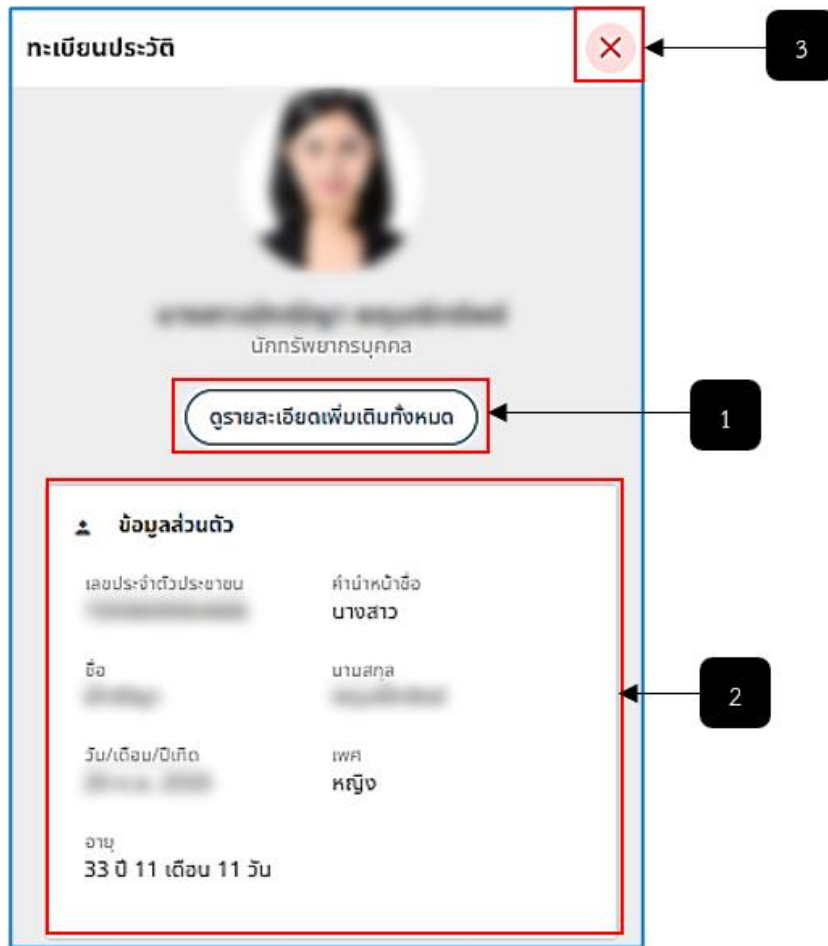 ทะเบียนประวัติ
3
นักทรัพยากรบุคคล
ดูรายละเอียดเพิ่มเติมทั้งหมด
1
ข้อมูลส่วนตัว
เลขประจำตัวประชาชน คำนำหน้าชื่อ
นางสาว
ชื่อ นามสกุล
2
วัน/เดือน/ปีเกิด เพศ
หญิง
อายุ
33 ปี 11 เดือน 11 วัน